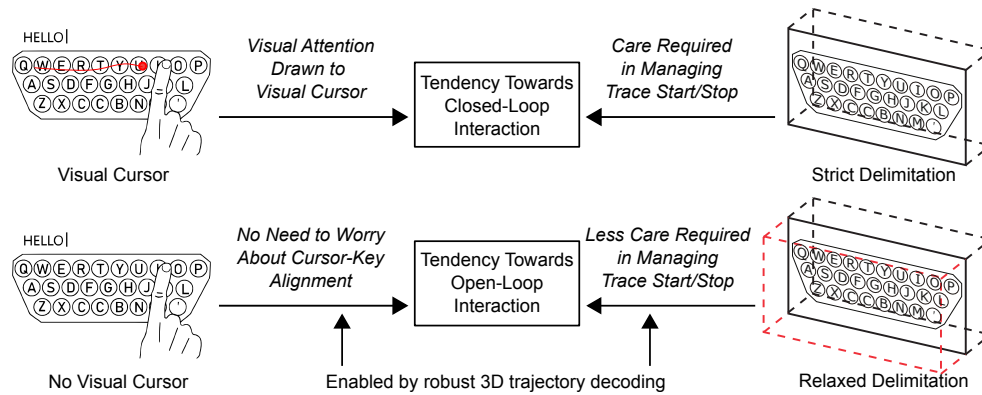 HELLO|
Q W E R T Y U O P
A S D F G H J L
Z X C C B N '
Visual Cursor
Visual Attention
Drawn to
Visual Cursor
Tendency Towards
Closed-Loop
Interaction
Care Required
in Managing
Trace Start/Stop
Q W E R T Y U I O P
A S D F G H J K L
Z X C C B N M '
Strict Delimitation
HELLO|
Q W E R T Y U O P
A S D F G H J L
Z X C C B N '
No Visual Cursor
No Need to Worry
About Cursor-Key
Alignment
Tendency Towards
Open-Loop
Interaction
Less Care Required
in Managing
Trace Start/Stop
Q W E R T Y U I O P
A S D F G H J K L
Z X C C B N M '
Relaxed Delimitation
Enabled by robust 3D trajectory decoding